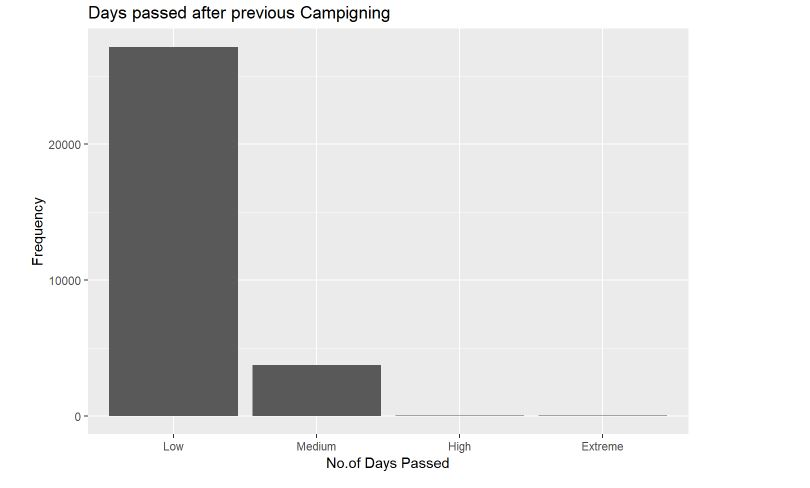 Days passed after previous Campigning
Frequency
20000
10000
0
Low Medium High Extreme
No.of Days Passed